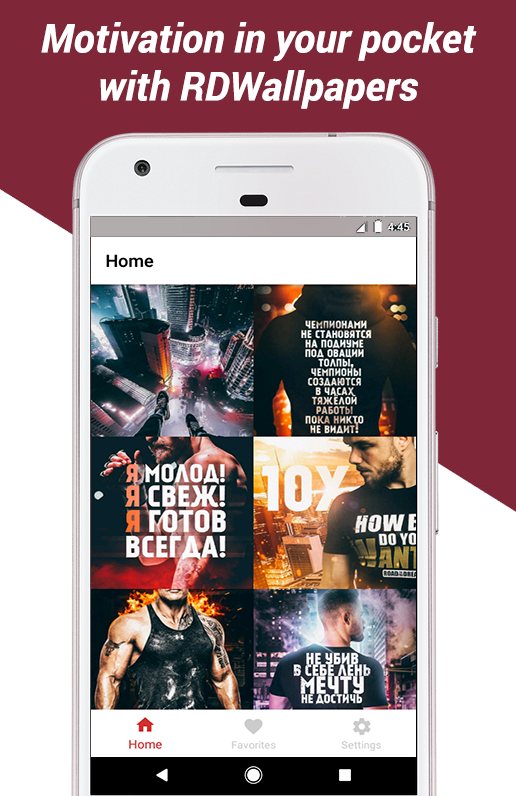 Motivation in your pocket
with RDWallpapers
4:45
Home
ЧЕМПИОНАМИ
НЕ СТАНОВЯТСЯ
НА ПОДИУМЕ
ПОД ОВАЦИИ
ТОЛПЫ,
ЧЕМПИОНЫ
СОЗДАЮТСЯ
В ЧАСАХ
ТЯЖЕЛОЙ
РАБОТЫ
ПОКА НИКТО
НЕ ВИДИТ!
Я МОЛОД!
Я СВЕЖ!
Я ГОТОВ
ВСЕГДА!
10X
HOW
DO YO
WANT
ROAD
НЕ УБИВ
В СЕБЕ ЛЕНЬ
МЕЧТУ
НЕ ДОСТИЧЬ
Home
Favorites
Settings